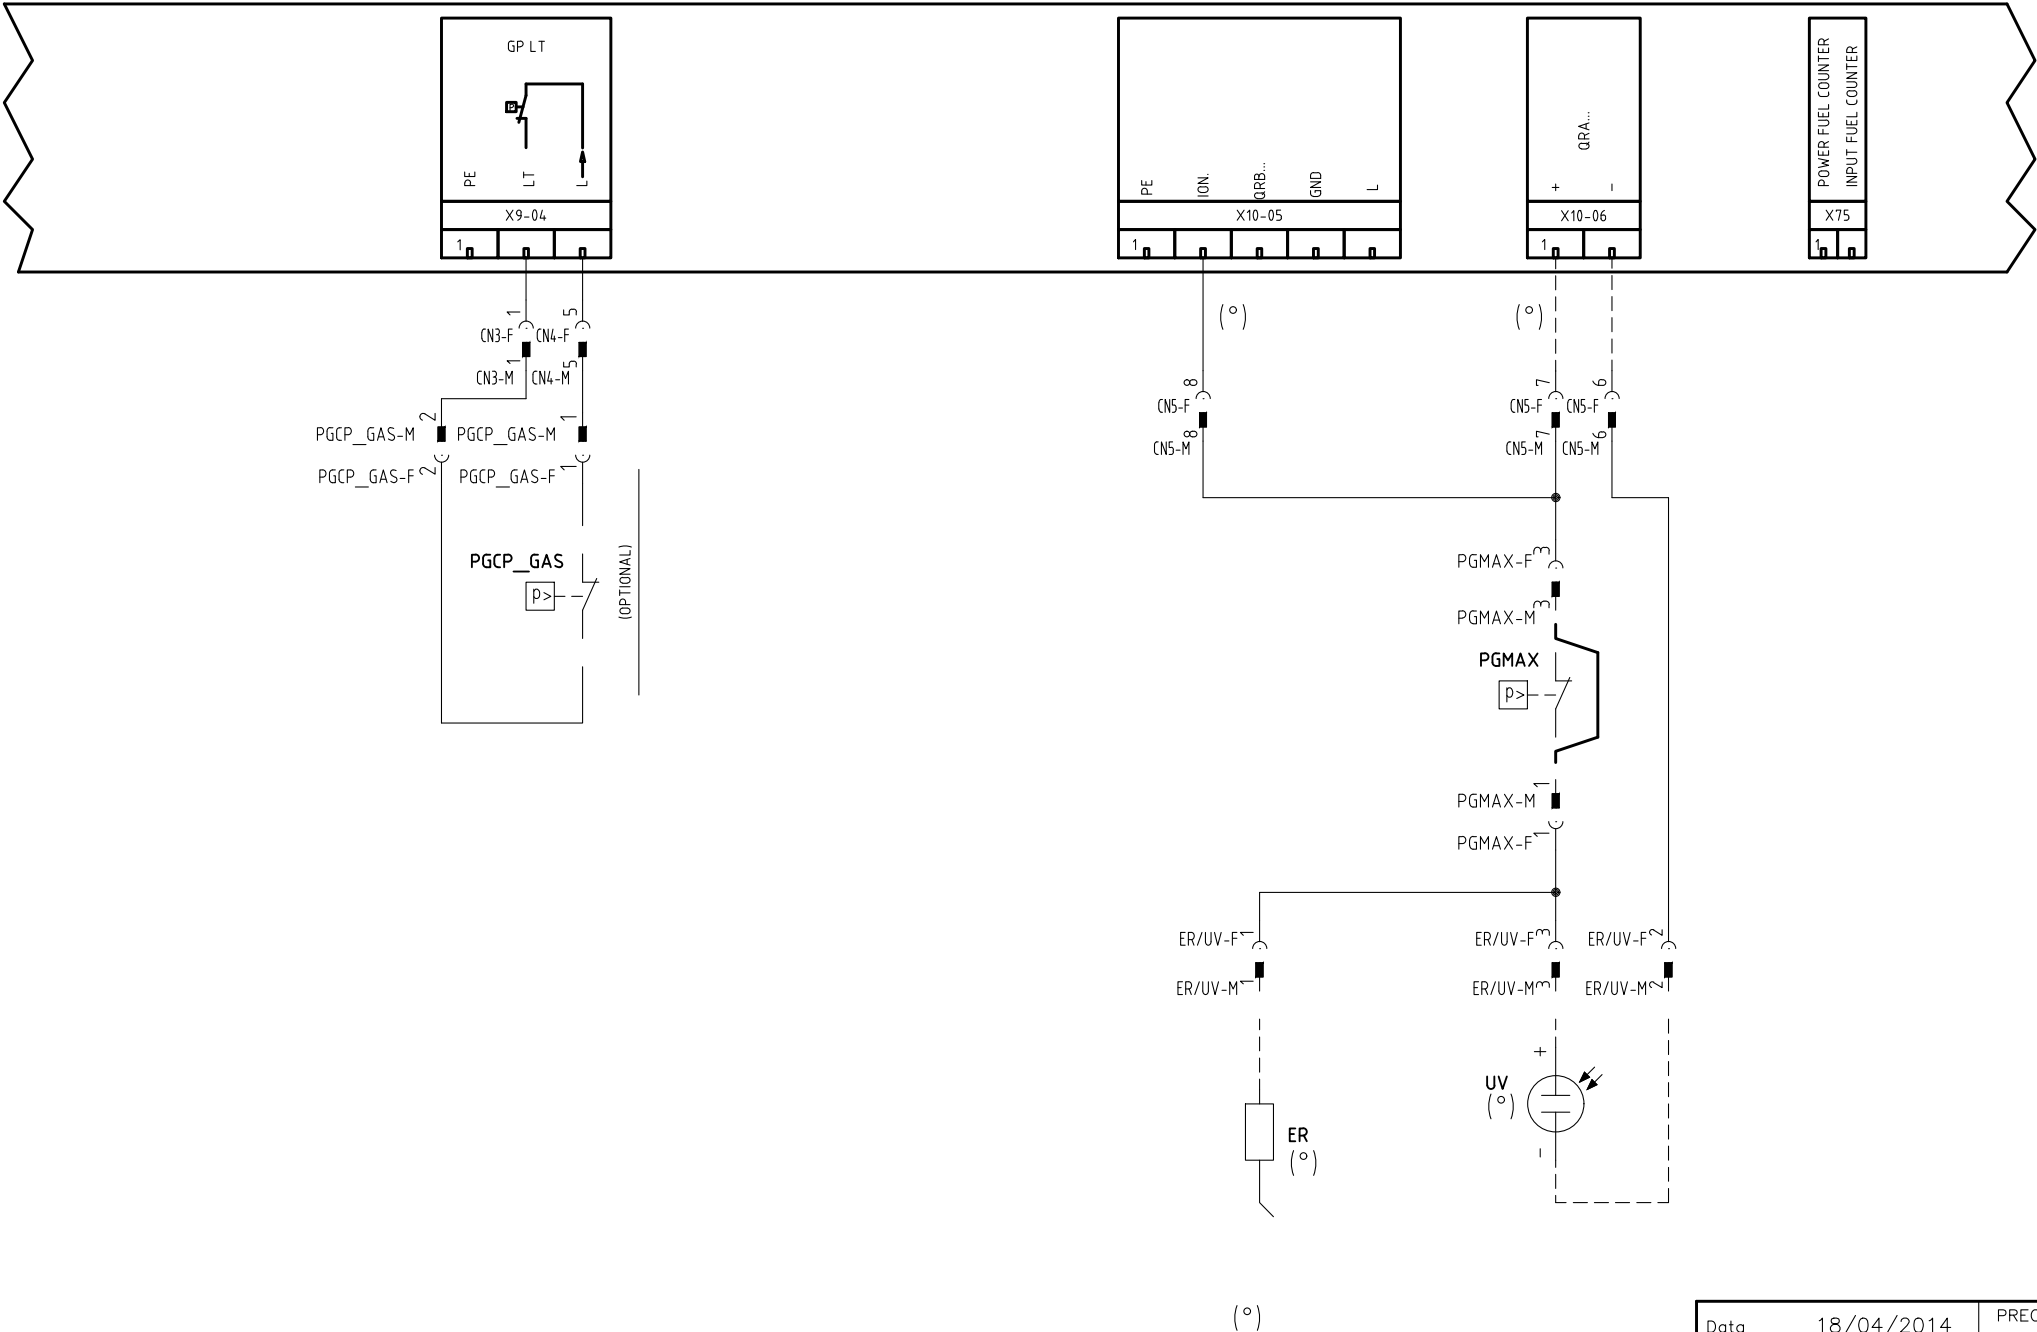 GP LT
P
PE
LT
L
X9-04
1
PE
ION.
QRB...
GND
L
X10-05
1
QRA...
+
-
X10-06
1
POWER FUEL COUNTER
INPUT FUEL COUNTER
X75
1
1
5
CN3-F
CN4-F
1
5
CN3-M
CN4-M
2
1
PGCP_GAS-M
PGCP_GAS-M
2
1
PGCP_GAS-F
PGCP_GAS-F
PGCP_GAS
p>
(OPTIONAL)
(°)
(°)
8
7
6
CN5-F
CN5-F
CN5-F
8
7
6
CN5-M
CN5-M
CN5-M
3
PGMAX-F
3
PGMAX-M
PGMAX
p>
1
PGMAX-M
1
PGMAX-F
ER/UV-F 1
ER/UV-F 3
ER/UV-F 2
ER/UV-M 1
ER/UV-M 3
ER/UV-M 2
+
UV
(°)
-
ER
(°)
(°)
Data
18/04/2014